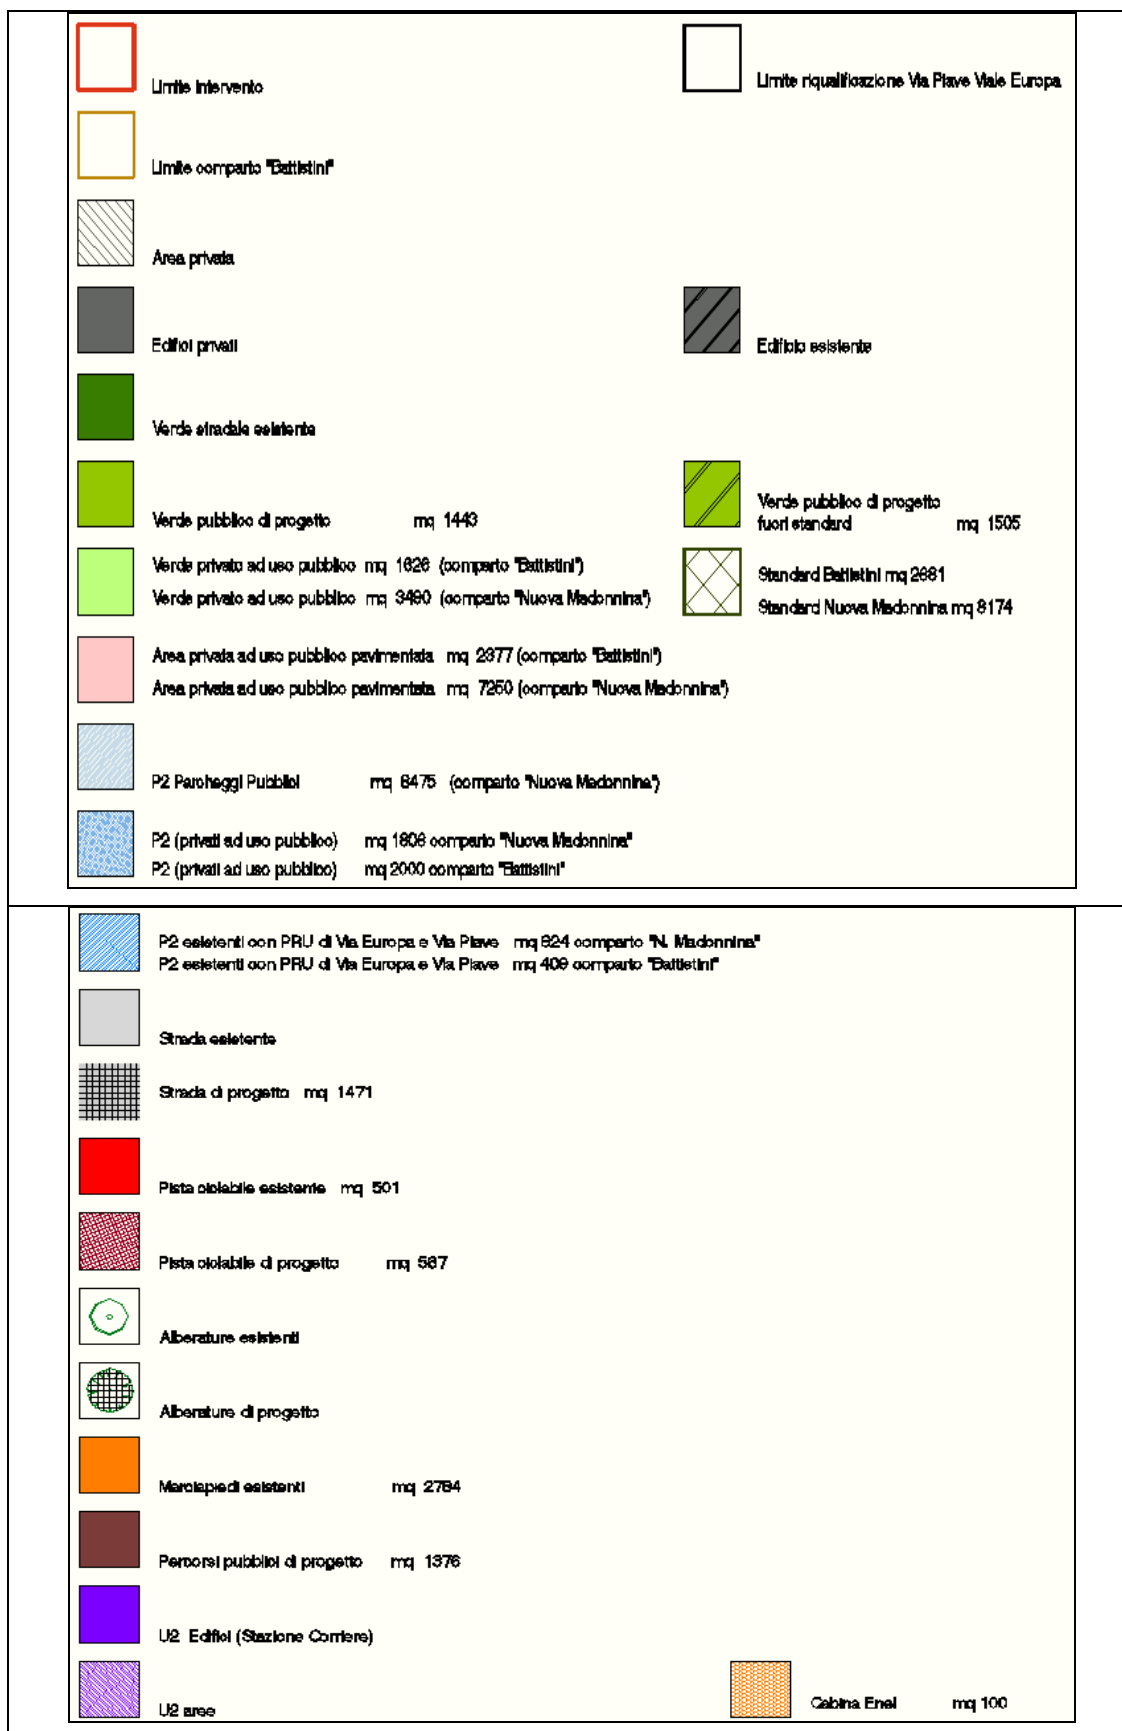 Limite intervento
Limite riqualificazione Via Piave Viale Europa
Limite comparto "Battistini"
Area privata
Edifici privati
Edificio esistente
Verde stradale esistente
Verde pubblico di progetto mq 1443
Verde pubblico di progetto
fuori standard mq 1505
Verde privato ad uso pubblico mq 1626 (comparto "Battistini")
Verde privato ad uso pubblico mq 3490 (comparto "Nuova Madonnina")
Standard Battistini mq 2681
Standard Nuova Madonnina mq 8174
Area privata ad uso pubblico pavimentata mq 2377 (comparto "Battistini")
Area privata ad uso pubblico pavimentata mq 7250 (comparto "Nuova Madonnina")
P2 Parcheggi Pubblici mq 6475 (comparto "Nuova Madonnina")
P2 (privati ad uso pubblico) mq 1806 comparto "Nuova Madonnina"
P2 (privati ad uso pubblico) mq 2000 comparto "Battistini"
P2 esistenti con PRU di Via Europa e Via Piave mq 624 comparto "N. Madonnina"
P2 esistenti con PRU di Via Europa e Via Piave mq 409 comparto "Battistini"
Strada esistente
Strada di progetto mq 1471
Pista ciclabile esistente mq 501
Pista ciclabile di progetto mq 567
Alberature esistenti
Alberature di progetto
Marciapiedi esistenti mq 2764
Percorsi pubblici di progetto mq 1376
U2 Edifici (Stazione Corriere)
U2 aree
Cabina Enel mq 100